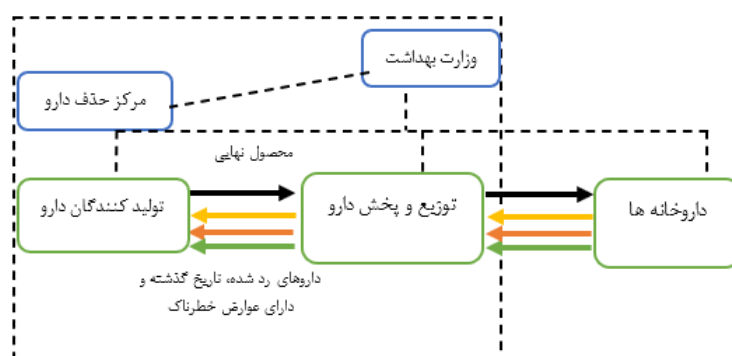 وزارت بهداشت
مرکز حذف دارو
محصول نهایی
تولید کنندگان دارو
توزیع و پخش دارو
داروخانه ها
داروهای رد شده، تاریخ گذشته و
دارای عوارض خطرناک